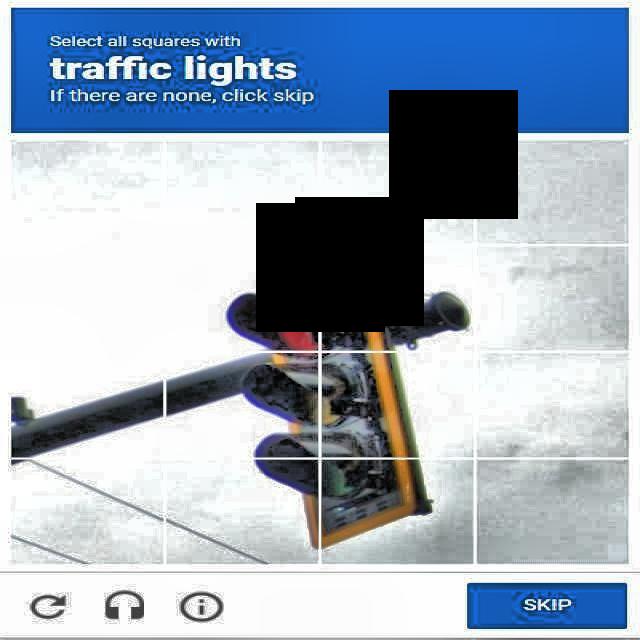 Select all squares with
traffic lights
If there are none, click skip
SKIP